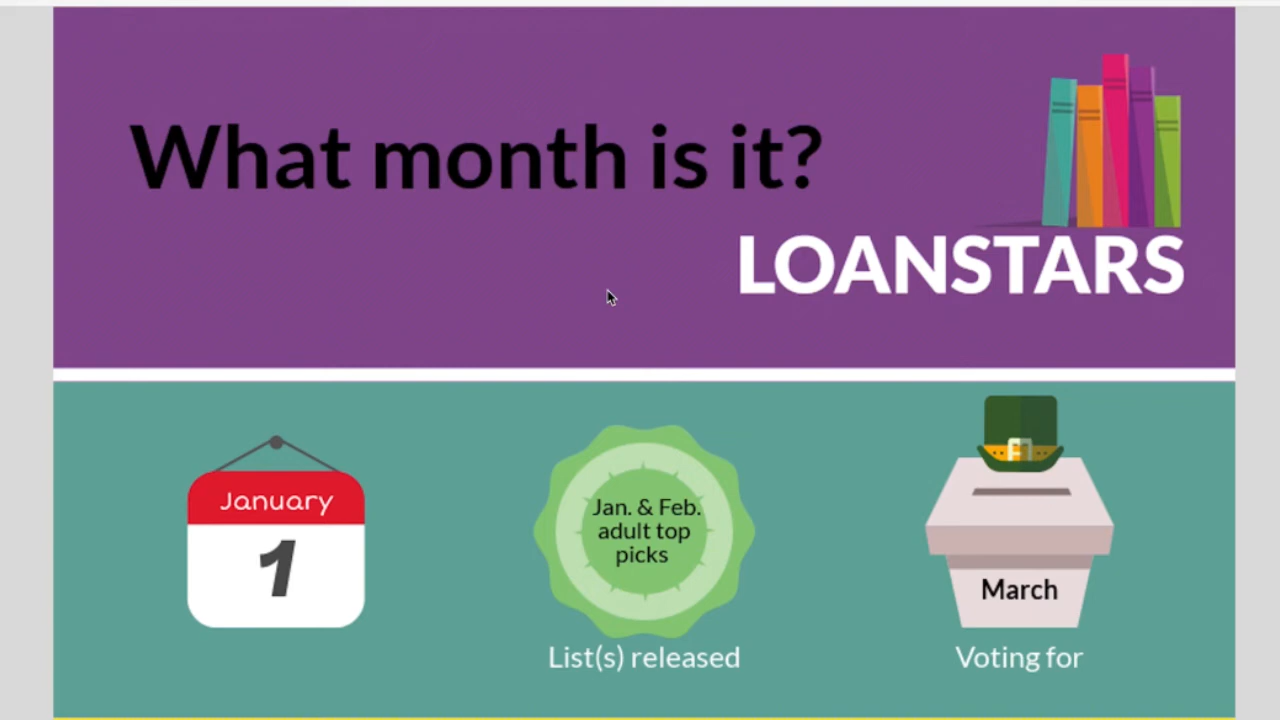 What month is it?
LOANSTARS
January
1
Jan. & Feb.
adult top
picks
List(s) released
March
Voting for